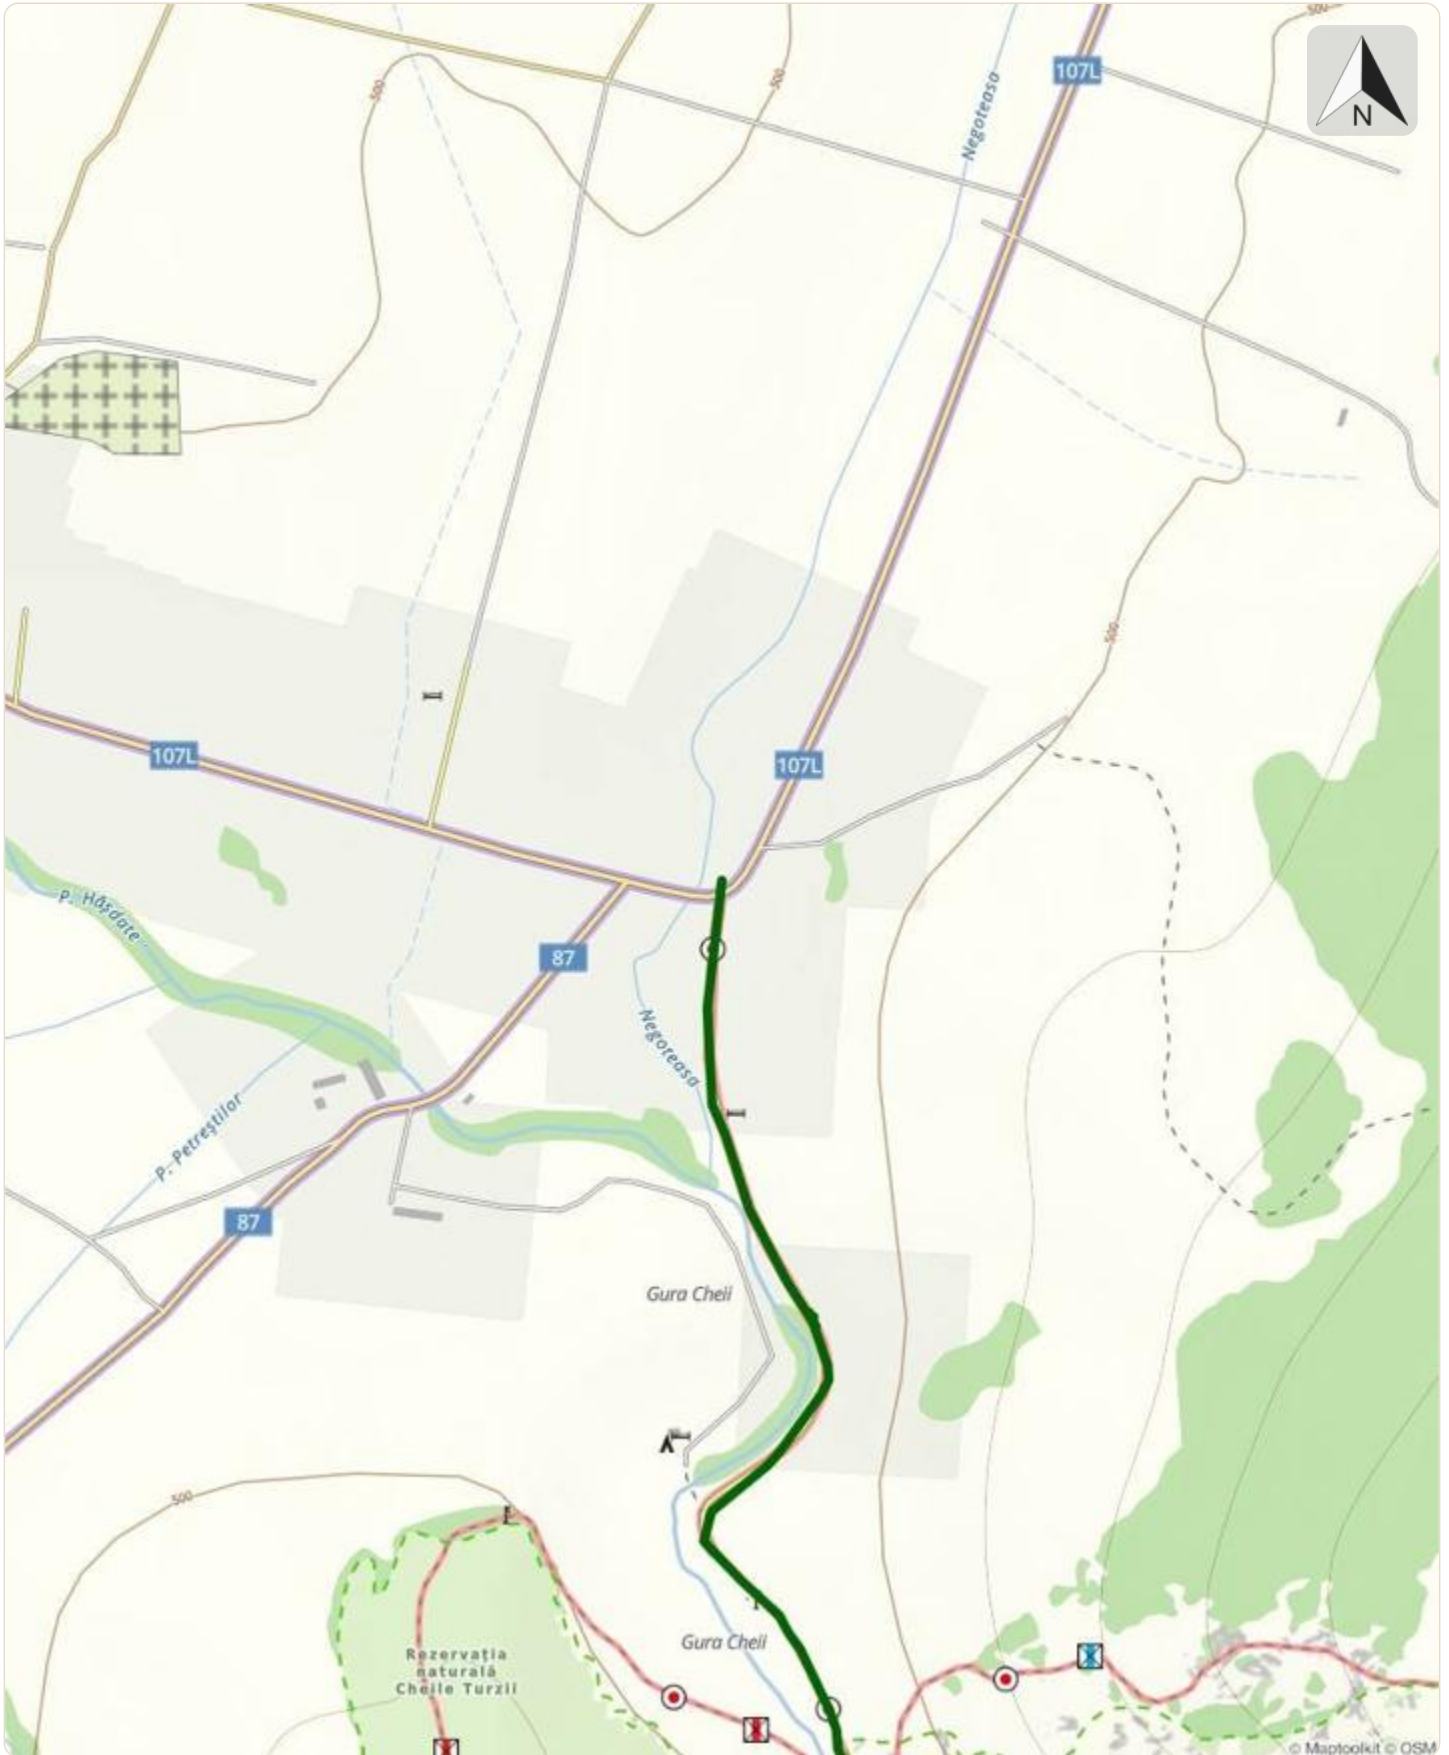 500
500
500
107L
Negoteasa
N
500
107L
107L
P. Hășdate
87
Negoteasa
P. Petreștilor
87
Gura Cheii
500
Gura Cheii
Rezervația
naturală
Cheile Turzii
© Maptoolkit © OSM